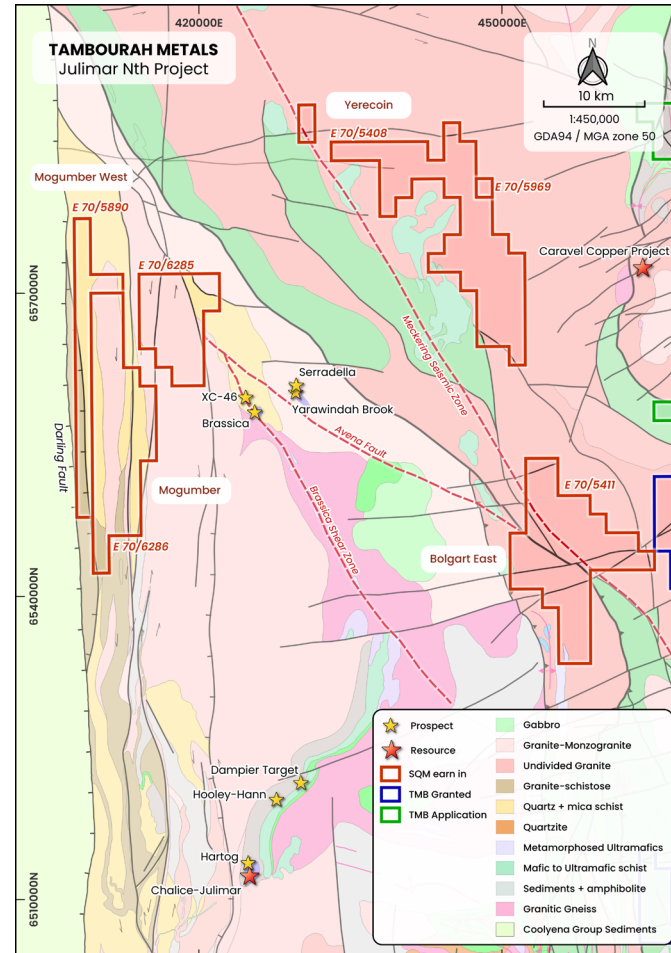 420000E
450000E
TAMBOURAH METALS
Julimar Nth Project
N
10 km
1:450,000
GDA94 / MGA zone 50
Yerecoin
E 70/5408
E 70/5969
Mogumber West
E 70/5890
E 70/6285
Caravel Copper Project
6570000N
Meckering Seismic Zone
Serradella
XC-46
Yarawindah Brook
Brassica
Avena Fault
Darling Fault
Mogumber
E 70/5411
Brassica Shear Zone
Bolgart East
E 70/6286
6540000N
Prospect
Resource
SQM earn in
TMB Granted
TMB Application
Gabbro
Granite-Monzogranite
Undivided Granite
Granite-schistose
Quartz + mica schist
Quartzite
Metamorphosed Ultramafics
Mafic to Ultramafic schist
Sediments + amphibolite
Granitic Gneiss
Coolyena Group Sediments
Dampier Target
Hooley-Hann
Hartog
Chalice-Julimar
6510000N